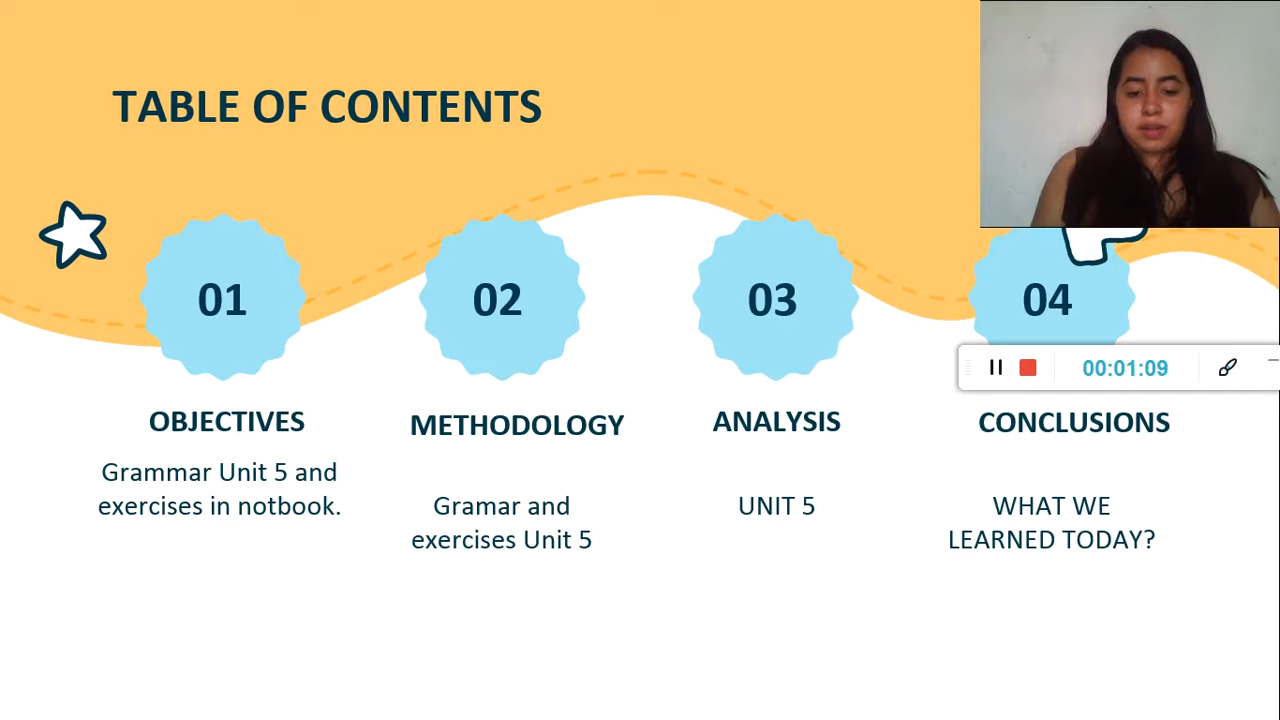 TABLE OF CONTENTS
01
02
03
04
00:01:09
OBJECTIVES
METHODOLOGY
ANALYSIS
CONCLUSIONS
Grammar Unit 5 and
exercises in notbook.
Gramar and
exercises Unit 5
UNIT 5
WHAT WE
LEARNED TODAY?